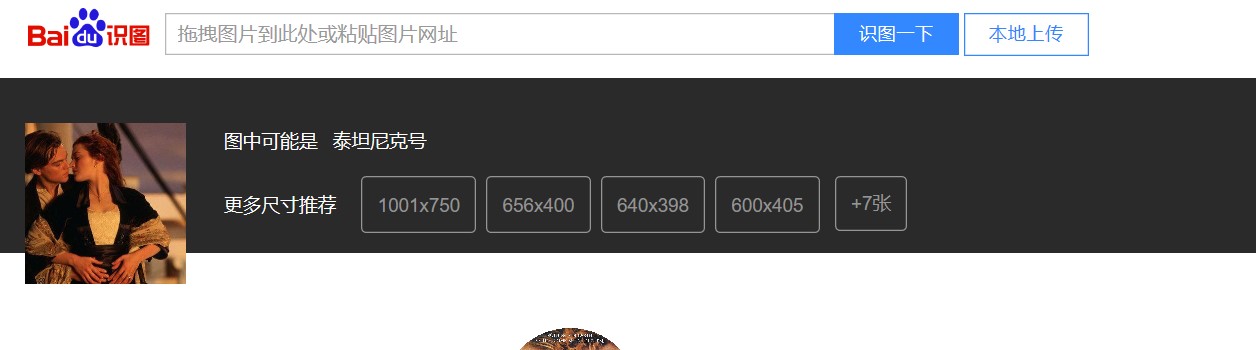 Bai du 识图 拖拽图片到此处或粘贴图片网址 识图一下 本地上传
图中可能是 泰坦尼克号
更多尺寸推荐 1001x750 656x400 640x398 600x405 +7张